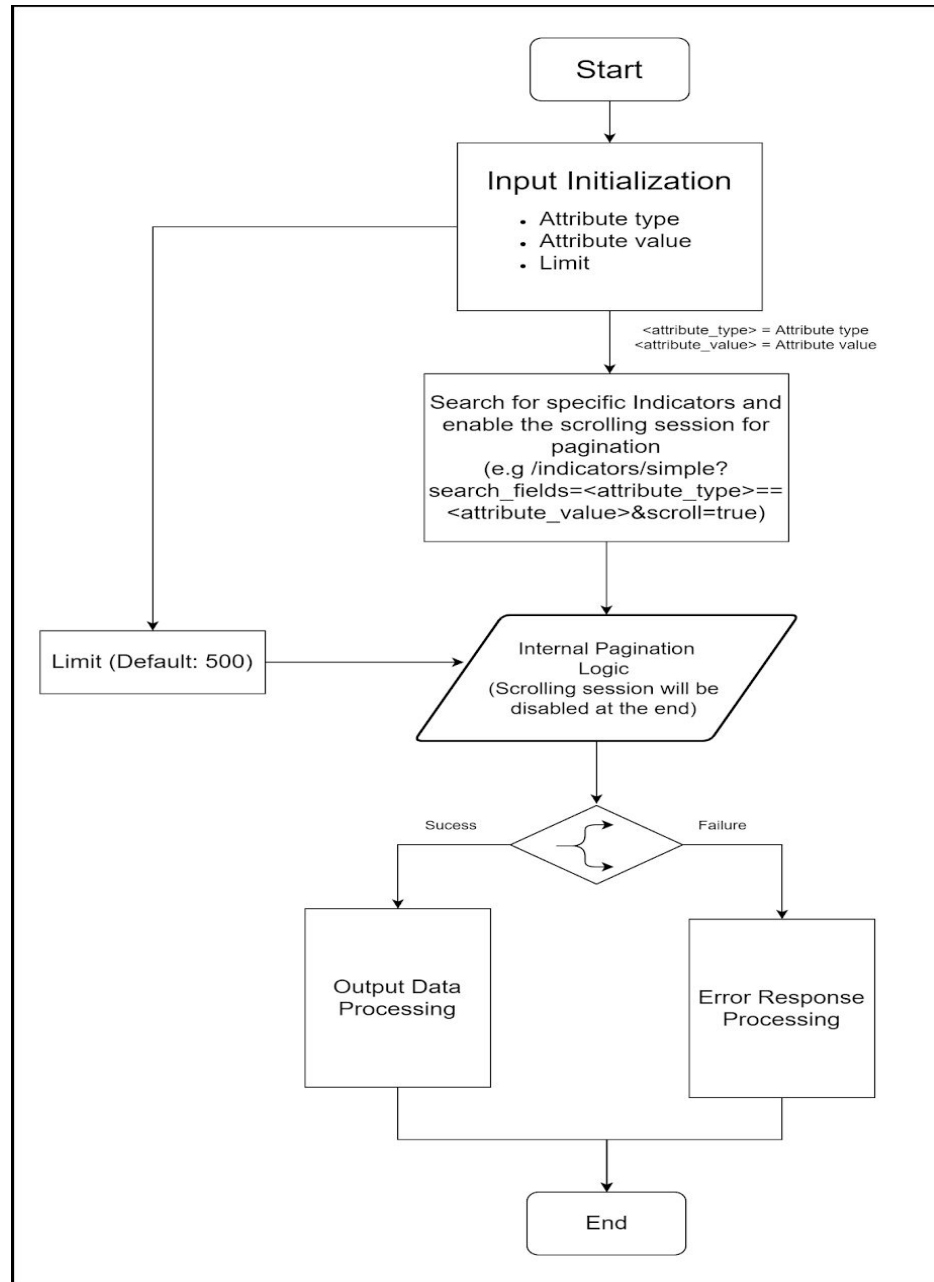 Start
Input Initialization
• Attribute type
• Attribute value
• Limit
<attribute_type> = Attribute type
<attribute_value> = Attribute value
Search for specific Indicators and
enable the scrolling session for
pagination
(e.g /indicators/simple?
search_fields=<attribute_type>==
<attribute_value>&scroll=true)
Limit (Default: 500)
Internal Pagination
Logic
(Scrolling session will be
disabled at the end)
Sucess
Failure
Output Data
Processing
Error Response
Processing
End